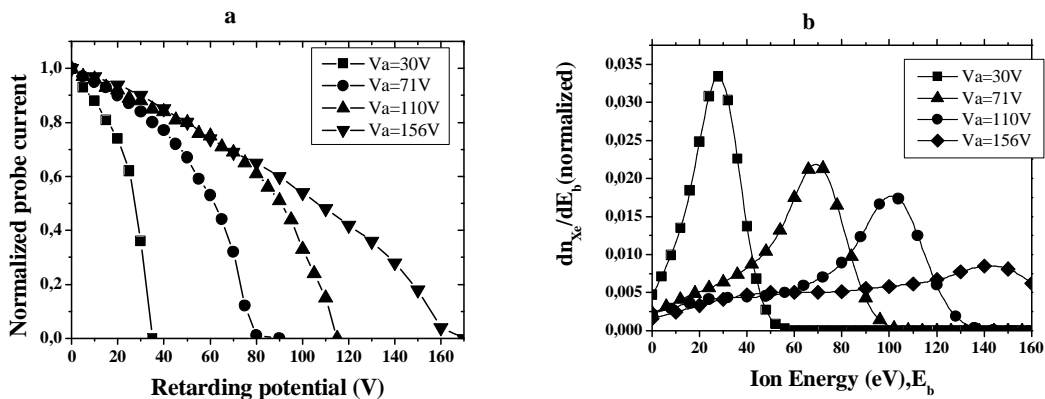 a
Normalized probe current
1,0
0,8
0,6
0,4
0,2
0,0
0 20 40 60 80 100 120 140 160
Retarding potential (V)
Va=30V
Va=71V
Va=110V
Va=156V
b
dn_Xe/dE_b(normalized)
0,035
0,030
0,025
0,020
0,015
0,010
0,005
0,000
0 20 40 60 80 100 120 140 160
Ion Energy (eV),E_b
Va=30V
Va=71V
Va=110V
Va=156V